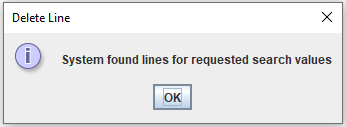 Delete Line
System found lines for requested search values
OK